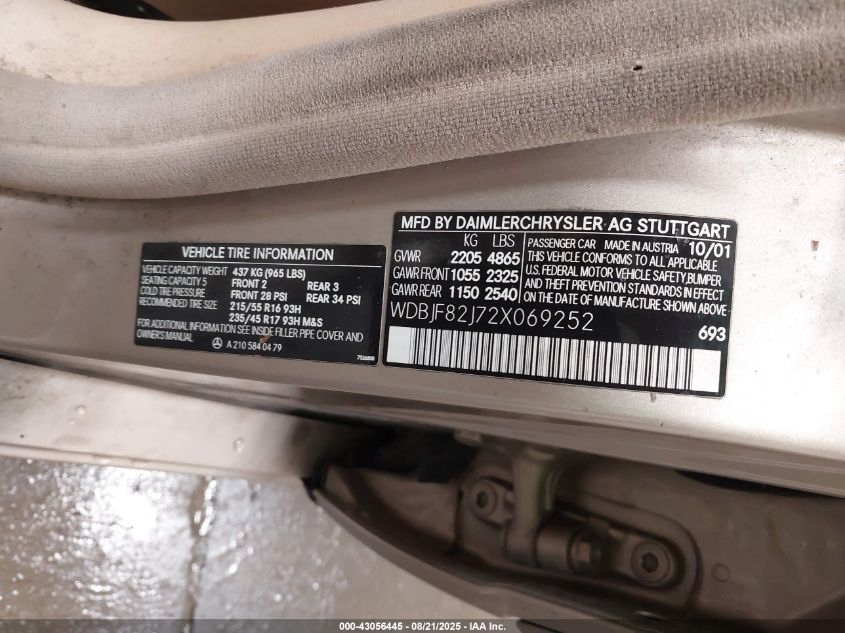 VEHICLE TIRE INFORMATION
VEHICLE CAPACITY WEIGHT 437 KG (965 LBS)
SEATING CAPACITY 5 FRONT 2 REAR 3
COLD TIRE PRESSURE FRONT 28 PSI REAR 34 PSI
RECOMMENDED TIRE SIZE 215/55 R16 93H
235/45 R17 93H M&S
ADDITIONAL INFORMATION SEE INSIDE FILLER PIPE COVER AND
OWNER'S MANUAL
A 210 584 04 79
MFD BY DAIMLERCHRYSLER AG STUTTGART
KG LBS
GVWR 2205 4865
GAWR FRONT 1055 2325
GAWR REAR 1150 2540
PASSENGER CAR MADE IN AUSTRIA 10/01
THIS VEHICLE CONFORMS TO ALL APPLICABLE
U.S. FEDERAL MOTOR VEHICLE SAFETY,BUMPER
AND THEFT PREVENTION STANDARDS IN EFFECT
ON THE DATE OF MANUFACTURE SHOWN ABOVE
WDBJF82J72X069252
693
000-43056445 - 08/21/2025 - IAA Inc.